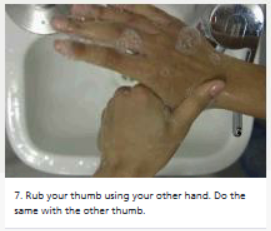 7. Rub your thumb using your other hand. Do the
same with the other thumb.